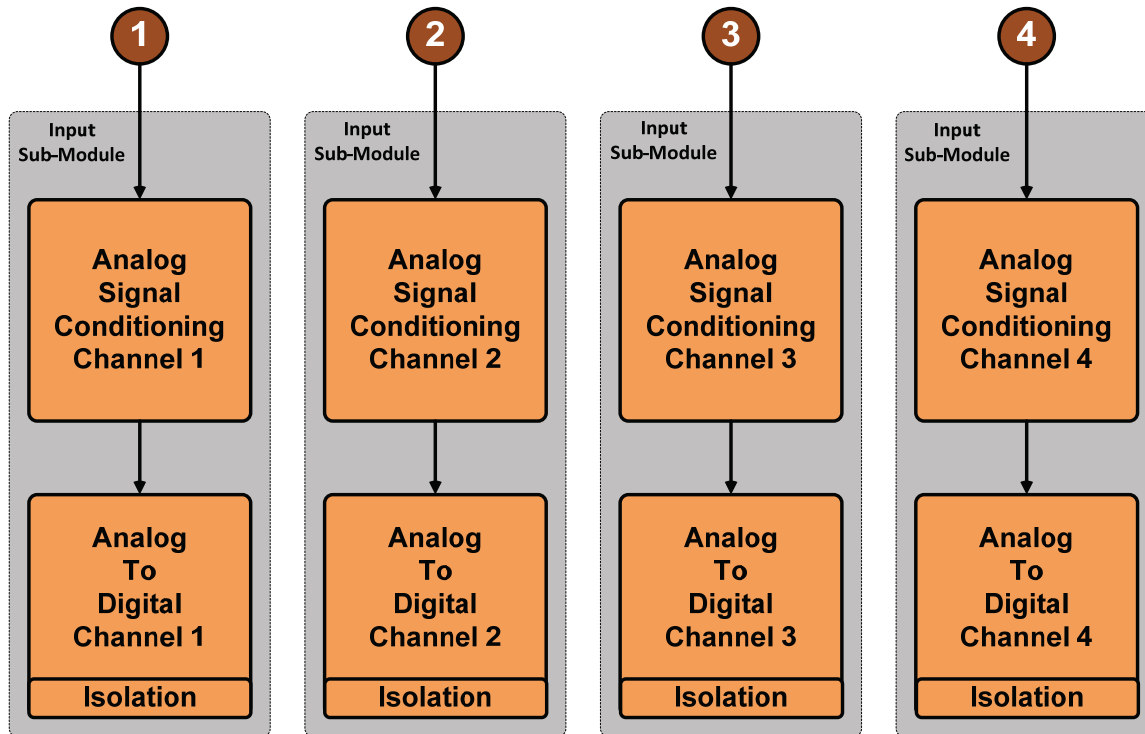 1
2
3
4
Input
Sub-Module
Analog
Signal
Conditioning
Channel 1
Analog
To
Digital
Channel 1
Isolation
Input
Sub-Module
Analog
Signal
Conditioning
Channel 2
Analog
To
Digital
Channel 2
Isolation
Input
Sub-Module
Analog
Signal
Conditioning
Channel 3
Analog
To
Digital
Channel 3
Isolation
Input
Sub-Module
Analog
Signal
Conditioning
Channel 4
Analog
To
Digital
Channel 4
Isolation